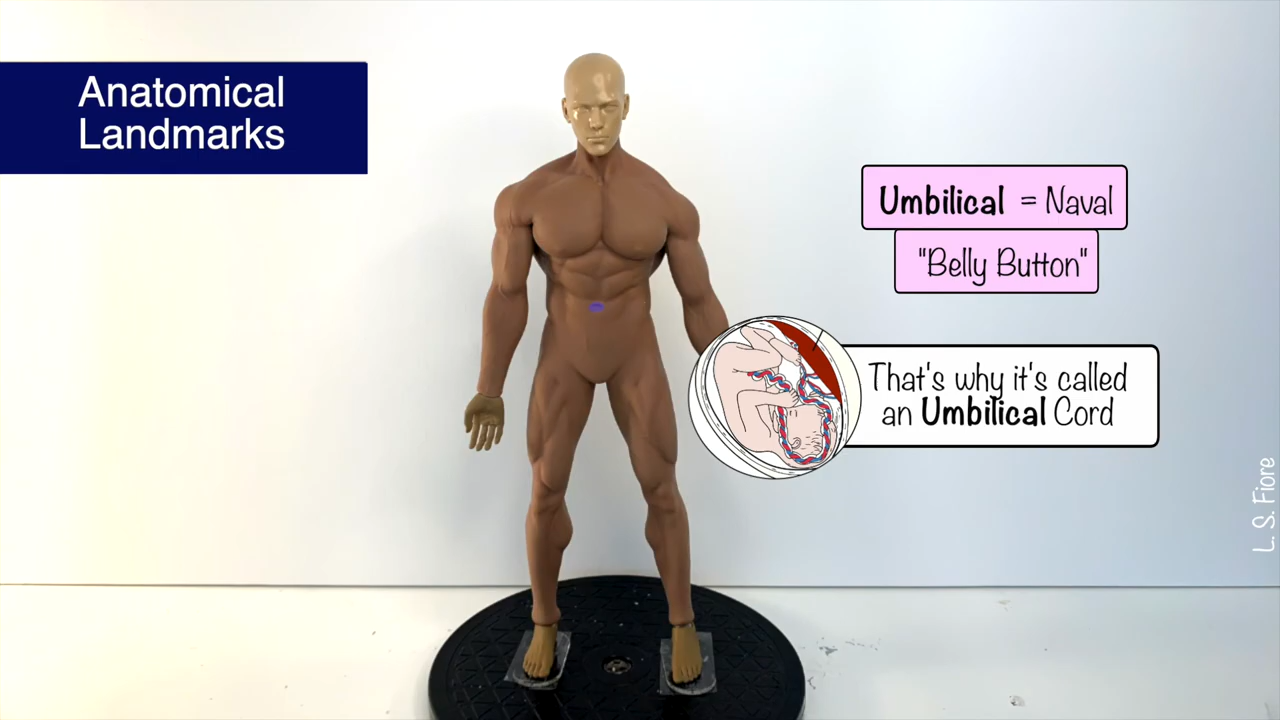 Anatomical
Landmarks
Umbilical = Naval
"Belly Button"
That's why it's called
an Umbilical Cord
L. S. Fiore